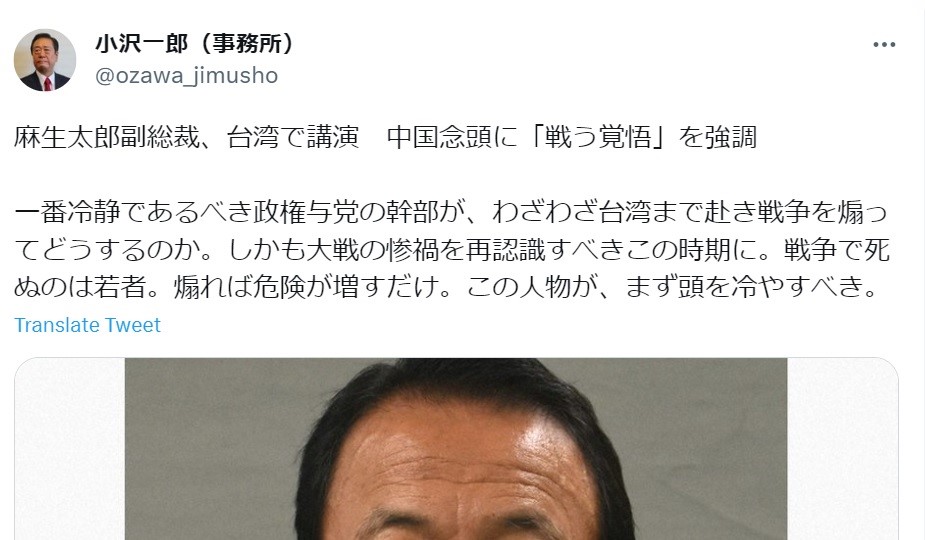 小沢一郎（事務所）
@ozawa_jimusho
麻生太郎副総裁、台湾で講演　中国念頭に「戦う覚悟」を強調
一番冷静であるべき政権与党の幹部が、わざわざ台湾まで赴き戦争を煽っ
てどうするのか。しかも大戦の惨禍を再認識すべきこの時期に。戦争で死
ぬのは若者。煽れば危険が増すだけ。この人物が、まず頭を冷やすべき。
Translate Tweet